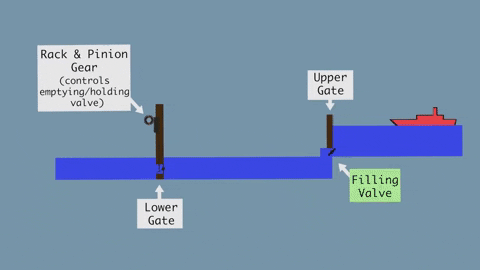 Rack & Pinion
Gear
(controls
emptying/holding
valve)
Upper
Gate
Filling
Valve
Lower
Gate